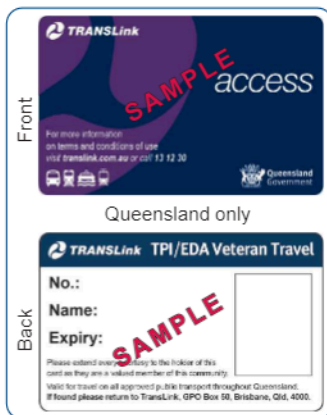 Front
TRANSLink
SAMPLE
access
For more information
on terms and conditions of use
visit translink.com.au or call 13 12 30
Queensland
Government
Queensland only
Back
TRANSLink TPI/EDA Veteran Travel
No.:
Name:
Expiry:
SAMPLE
Please extend every courtesy to the holder of this
card as they are a valued member of this community.
Valid for travel on all approved public transport throughout Queensland.
If found please return to TransLink, GPO Box 50, Brisbane, Qld, 4000.